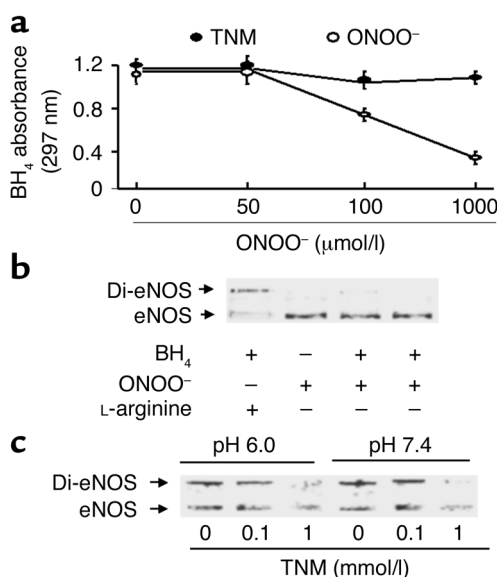 a
TNM ONOO⁻
BH₄ absorbance
(297 nm)
1.2
0.8
0.4
0
0 50 100 1000
ONOO⁻ (μmol/l)
b
Di-eNOS
eNOS
BH₄ + − + +
ONOO⁻ − + + +
L-arginine + − − −
c
pH 6.0 pH 7.4
Di-eNOS
eNOS
0 0.1 1 0 0.1 1
TNM (mmol/l)